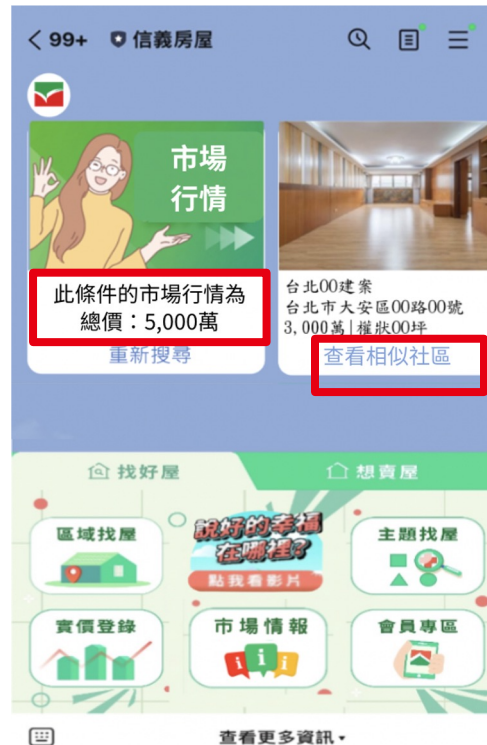 99+ 信義房屋
市場
行情
此條件的市場行情為
總價：5,000萬
重新搜尋
台北00建案
台北市大安區00路00號
3,000萬|權狀00坪
查看相似社區
找好屋
想賣屋
區域找屋
說好的幸福
在哪裡?
點我看影片
主題找屋
實價登錄
市場情報
會員專區
查看更多資訊